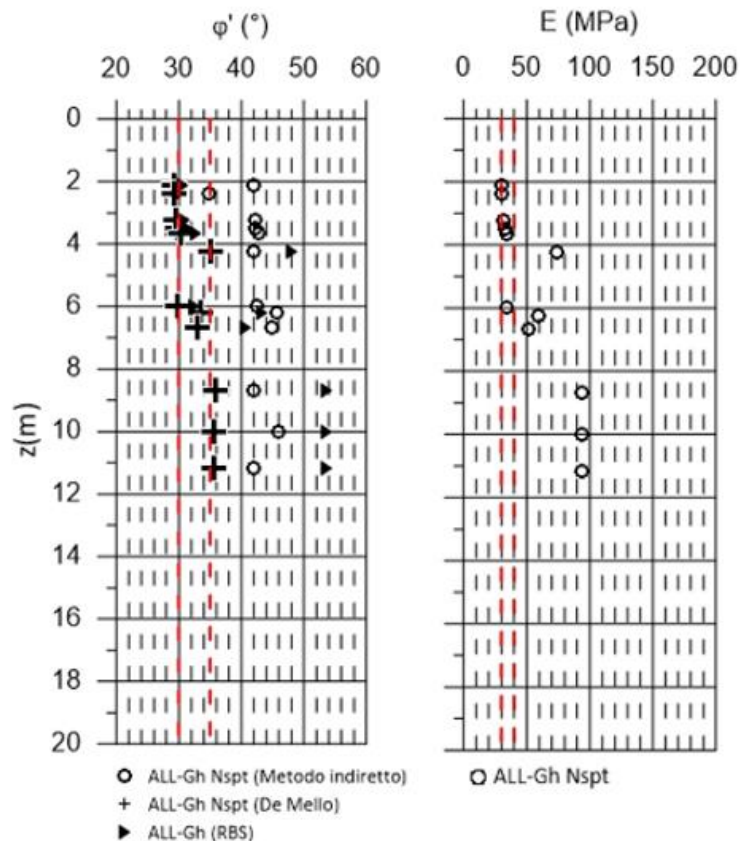 φ' (°)
20 30 40 50 60
0
2
4
6
8
10
12
14
16
18
20
z(m)
ALL-Gh Nspt (Metodo indiretto)
ALL-Gh Nspt (De Mello)
ALL-Gh (RBS)
E (MPa)
0 50 100 150 200
ALL-Gh Nspt